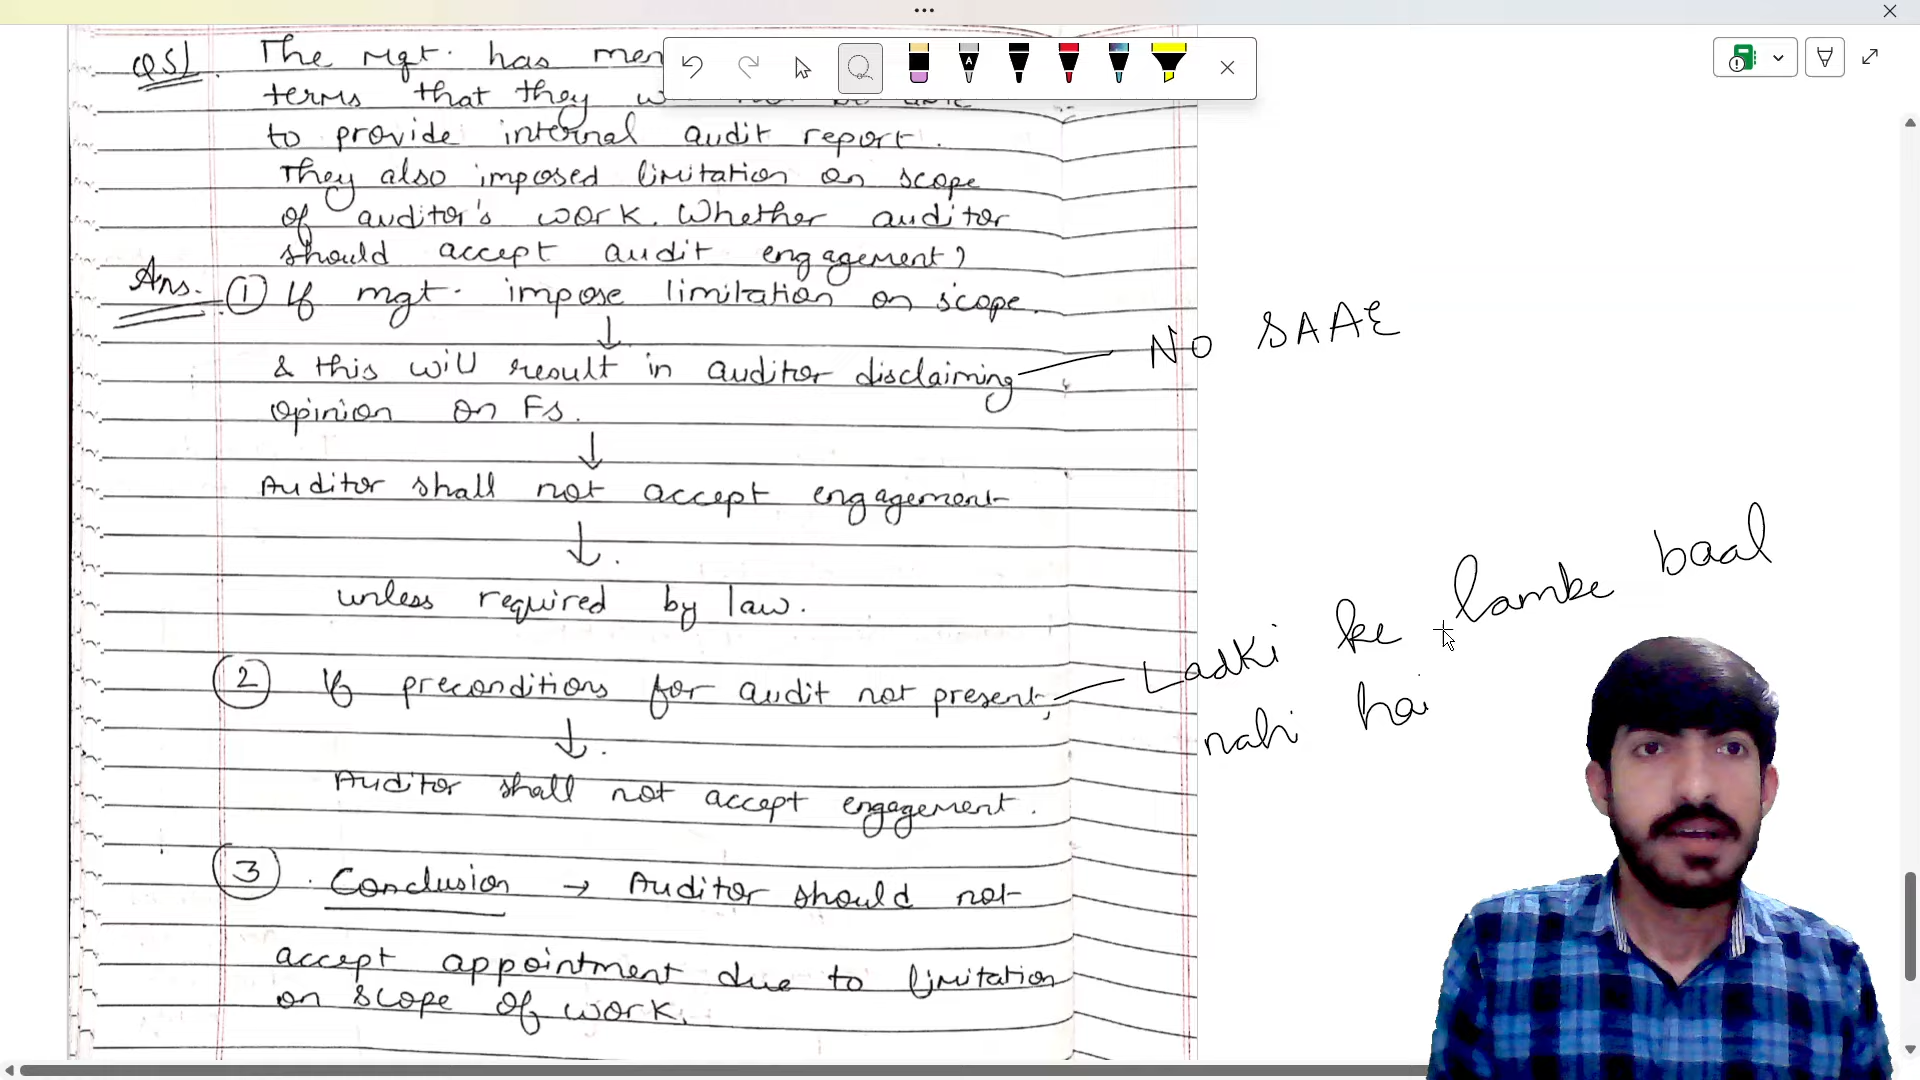 Q51. The Mgt. has men
terms that they w
to provide internal audit report.
They also imposed limitation on scope
of auditor's work. Whether auditor
should accept audit engagement?
Ans. ① If mgt. impose limitation on scope.
↓
& this will result in auditor disclaiming
opinion on Fs.
↓
Auditor shall not accept engagement
↓
unless required by law.
② If preconditions for audit not present,
↓
Auditor shall not accept engagement.
③ Conclusion → Auditor should not
accept appointment due to limitation
on scope of work.
NO SAAE
Ladki ke lambe baal
nahi hai